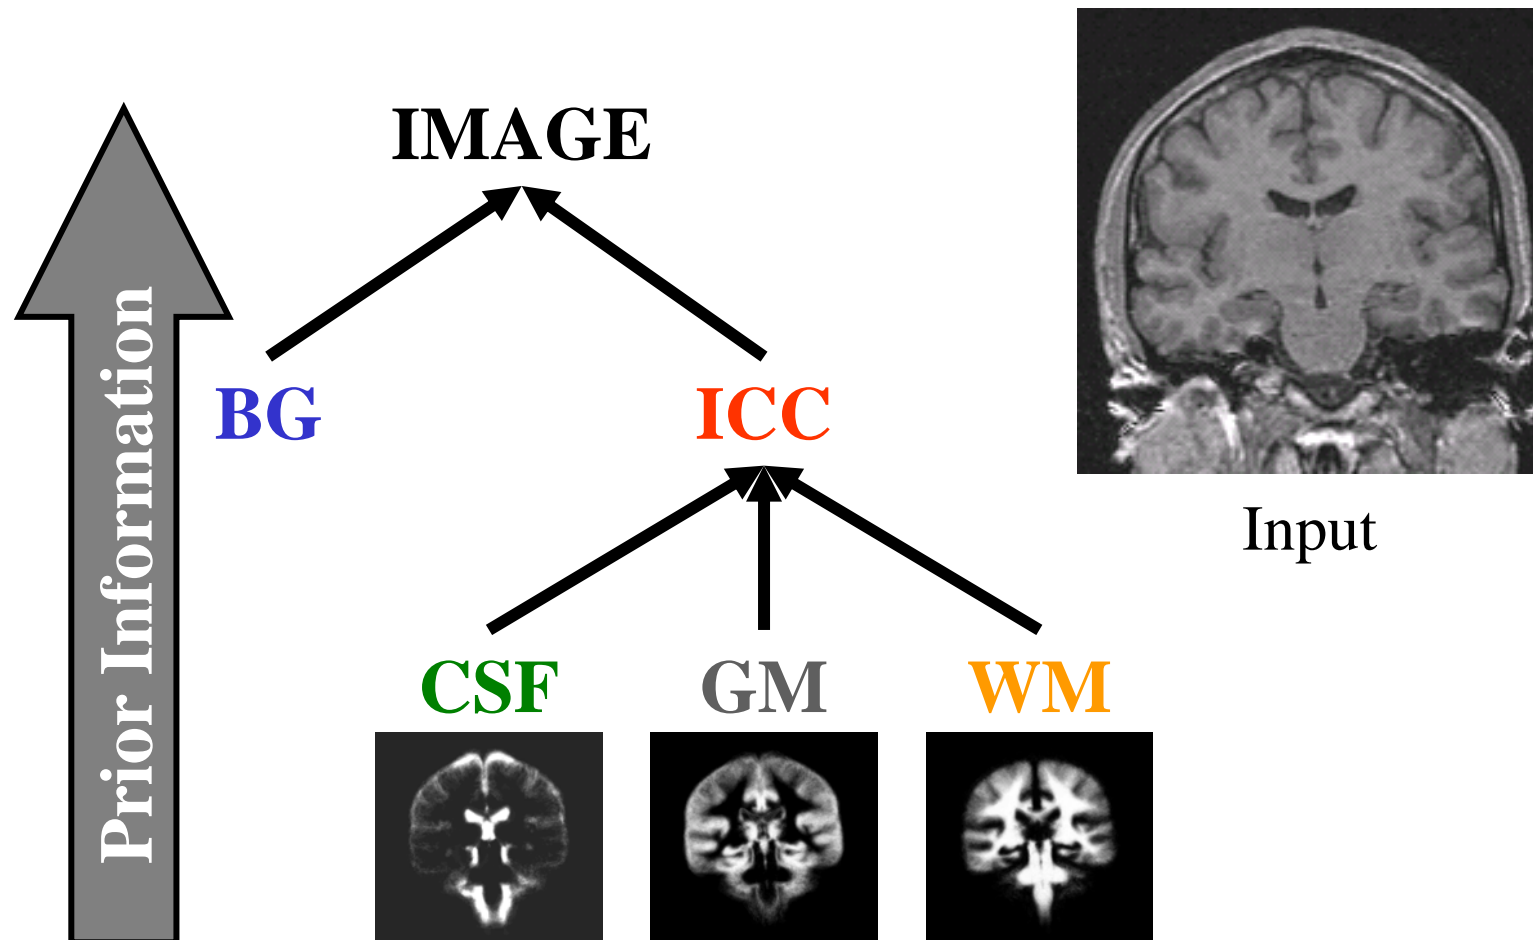 IMAGE
Prior Information
BG
ICC
Input
CSF
GM
WM